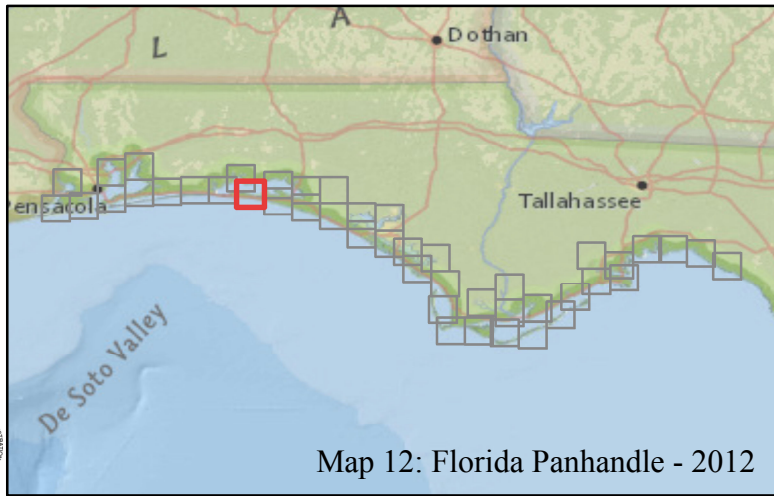 A
L
Dothan
Pensacola
Tallahassee
De Soto Valley
Map 12: Florida Panhandle - 2012